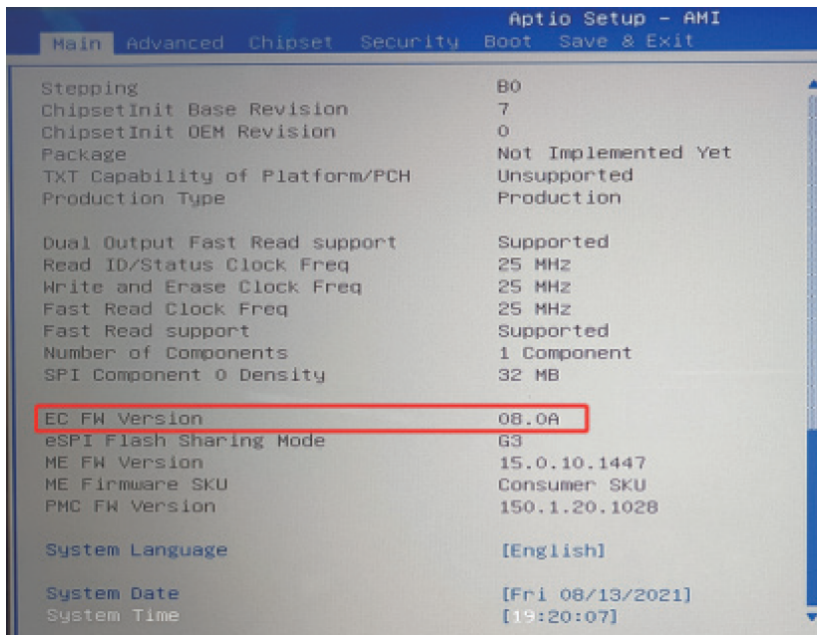 Aptio Setup - AMI
Main Advanced Chipset Security Boot Save & Exit
Stepping B0
ChipsetInit Base Revision 7
ChipsetInit OEM Revision 0
Package Not Implemented Yet
TXT Capability of Platform/PCH Unsupported
Production Type Production
Dual Output Fast Read support Supported
Read ID/Status Clock Freq 25 MHz
Write and Erase Clock Freq 25 MHz
Fast Read Clock Freq 25 MHz
Fast Read support Supported
Number of Components 1 Component
SPI Component 0 Density 32 MB
EC FW Version 08.0A
eSPI Flash Sharing Mode G3
ME FW Version 15.0.10.1447
ME Firmware SKU Consumer SKU
PMC FW Version 150.1.20.1028
System Language [English]
System Date [Fri 08/13/2021]
System Time [19:20:07]